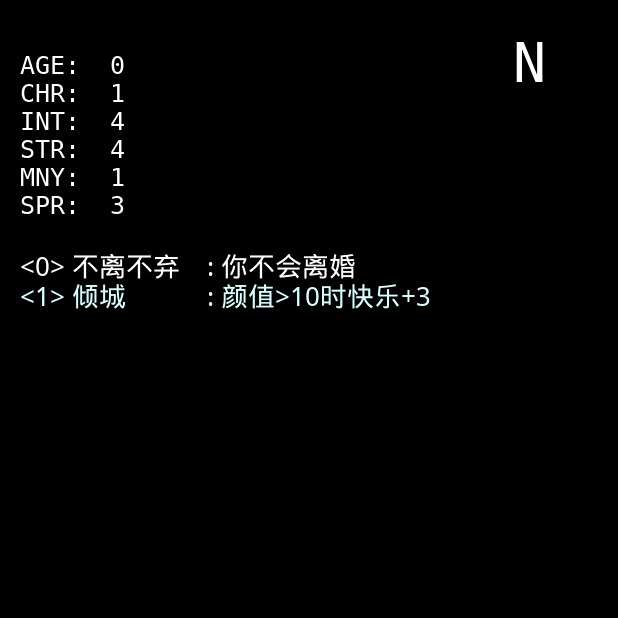 N
AGE: 0
CHR: 1
INT: 4
STR: 4
MNY: 1
SPR: 3
<0> 不离不弃 : 你不会离婚
<1> 倾城 : 颜值>10时快乐+3